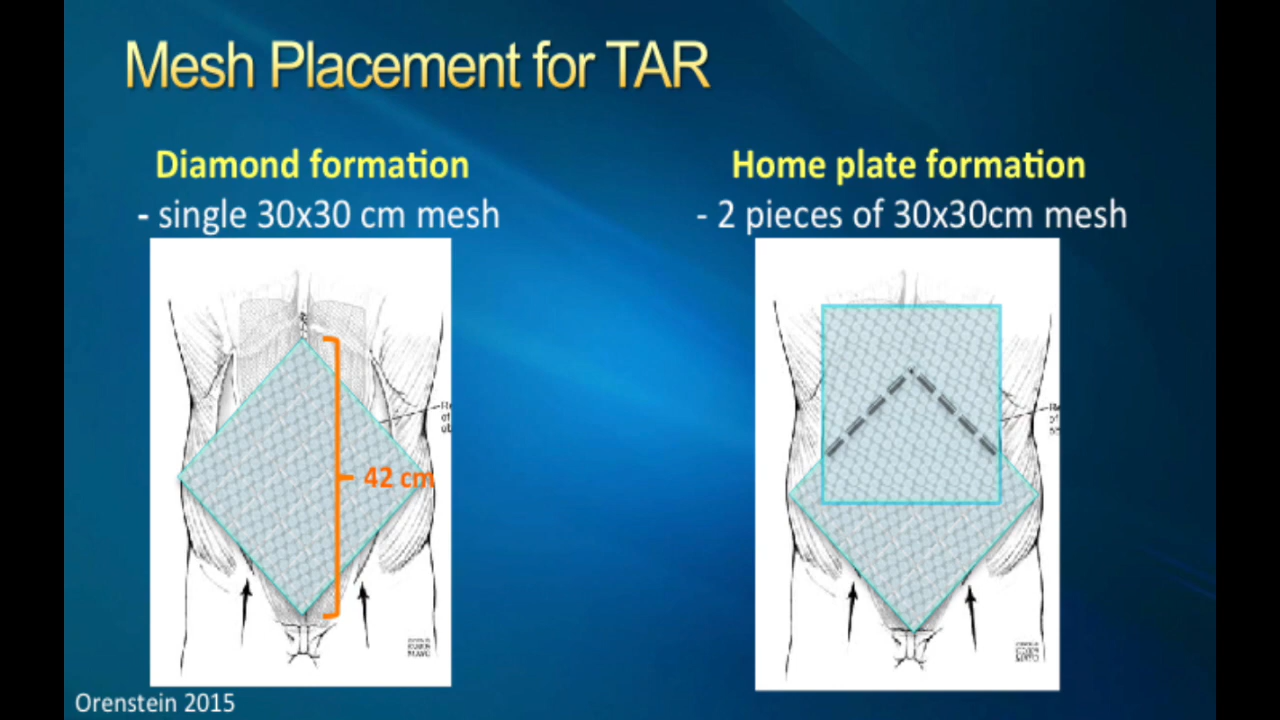 Mesh Placement for TAR
Diamond formation
- single 30x30 cm mesh
42 cm
Home plate formation
- 2 pieces of 30x30cm mesh
Orenstein 2015